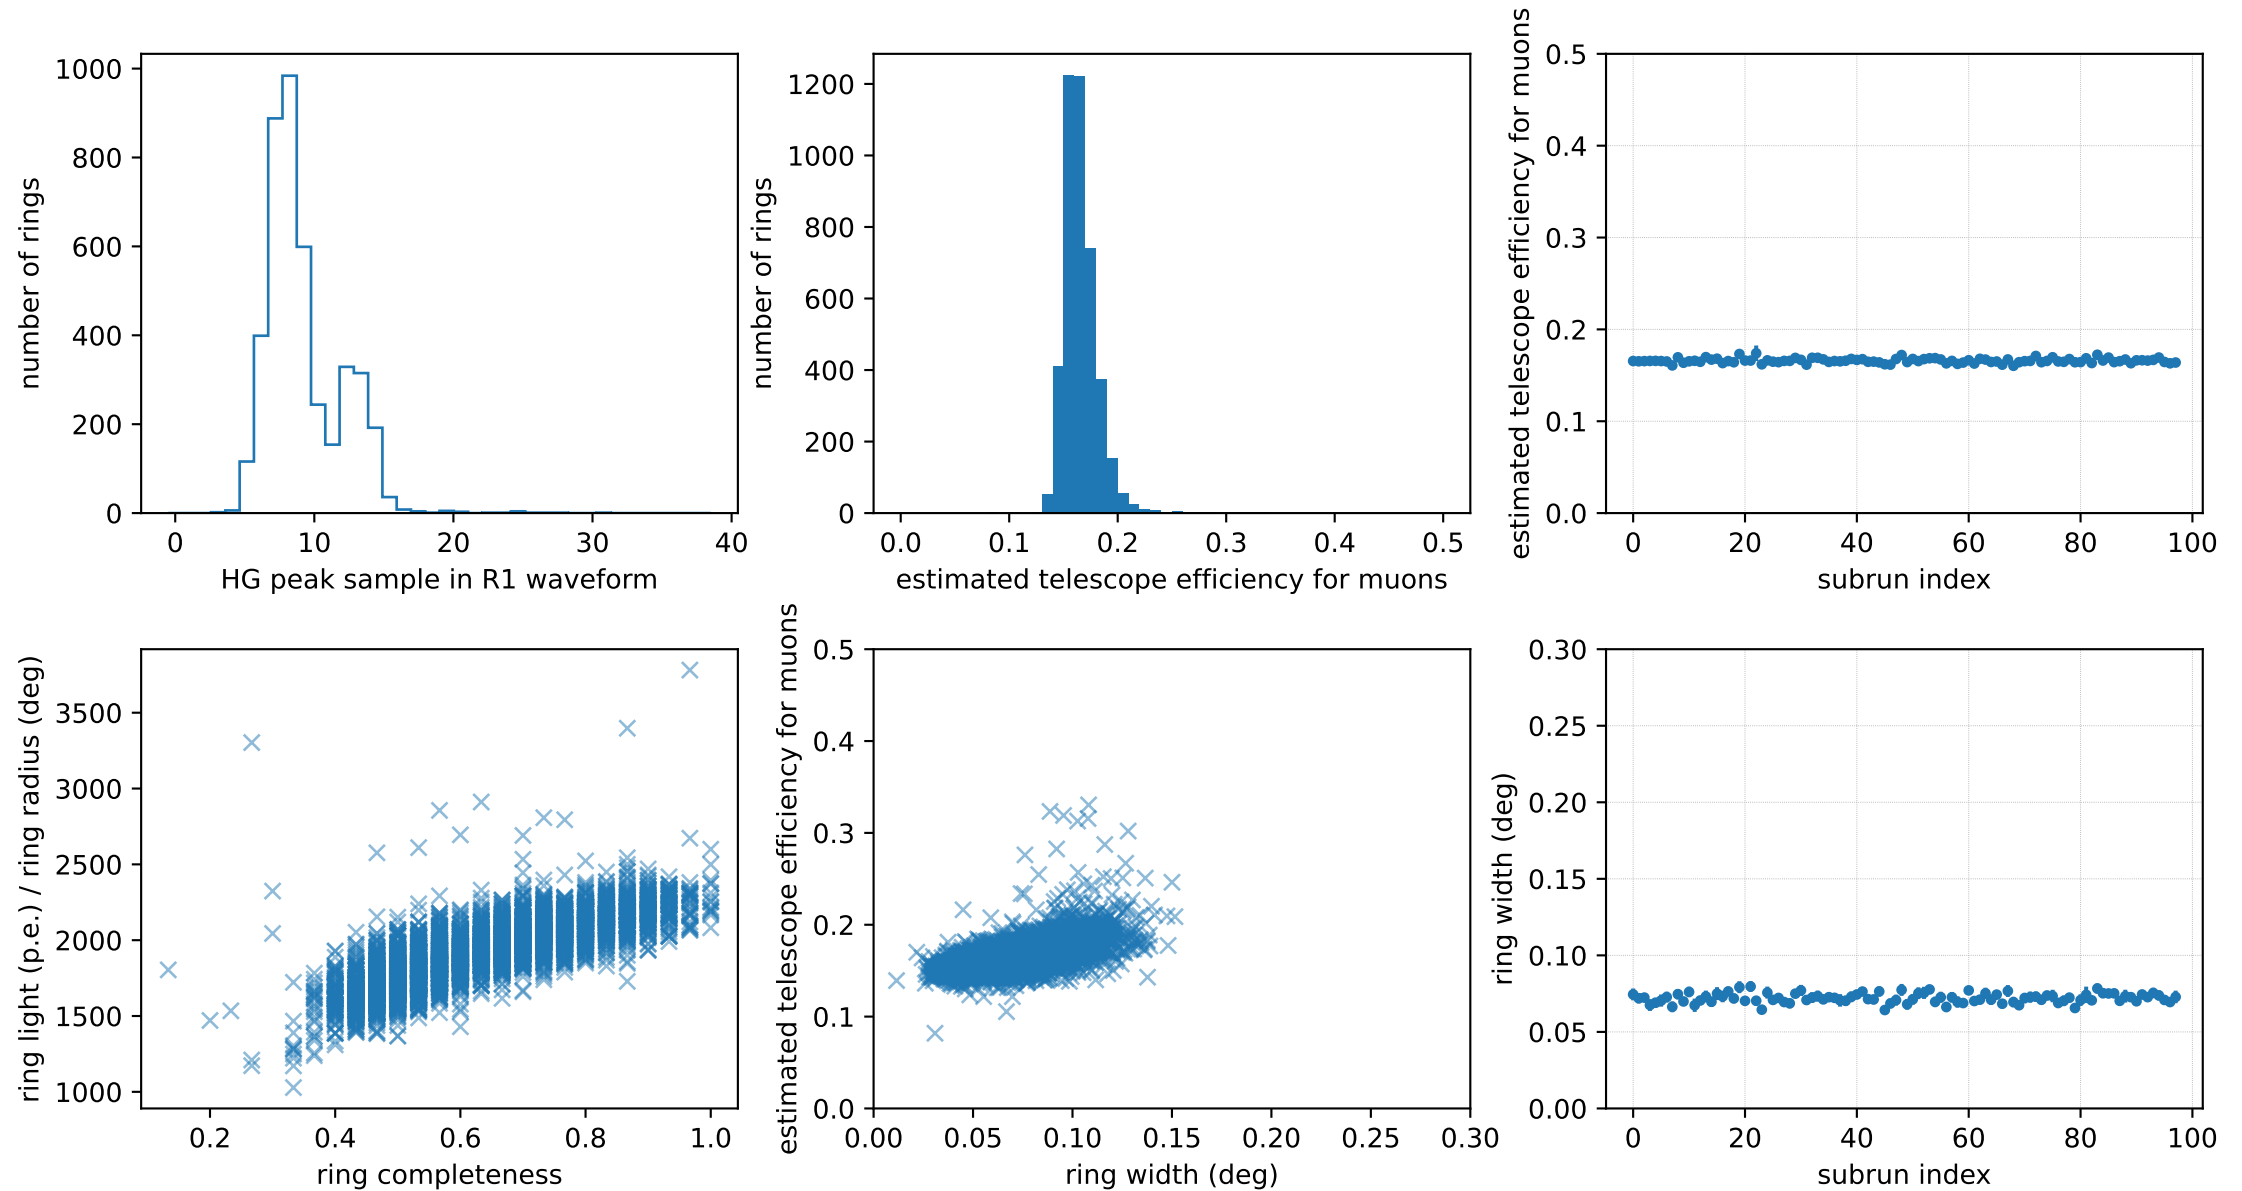 number of rings
1000
800
600
400
200
0
0 10 20 30 40
HG peak sample in R1 waveform
number of rings
1200
1000
800
600
400
200
0
0.0 0.1 0.2 0.3 0.4 0.5
estimated telescope efficiency for muons
estimated telescope efficiency for muons
0.5
0.4
0.3
0.2
0.1
0.0
0 20 40 60 80 100
subrun index
ring light (p.e.) / ring radius (deg)
3500
3000
2500
2000
1500
1000
0.2 0.4 0.6 0.8 1.0
ring completeness
estimated telescope efficiency for muons
0.5
0.4
0.3
0.2
0.1
0.0
0.00 0.05 0.10 0.15 0.20 0.25 0.30
ring width (deg)
ring width (deg)
0.30
0.25
0.20
0.15
0.10
0.05
0.00
0 20 40 60 80 100
subrun index